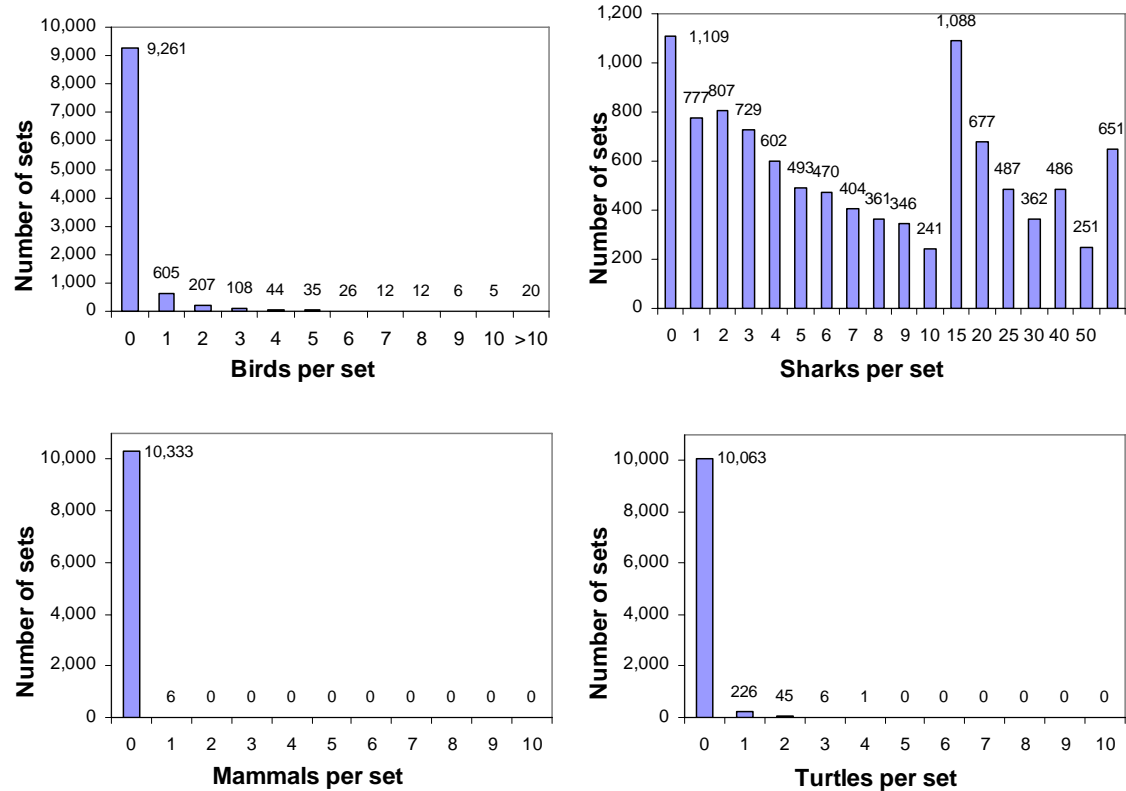 10,000
9,000
8,000
7,000
6,000
5,000
4,000
3,000
2,000
1,000
0
Number of sets
9,261
605 207 108 44 35 26 12 12 6 5 20
0 1 2 3 4 5 6 7 8 9 10 >10
Birds per set
1,200
1,000
800
600
400
200
0
Number of sets
1,109 777 807 729 602 493 470 404 361 346 241 1,088 677 487 362 486 251 651
0 1 2 3 4 5 6 7 8 9 10 15 20 25 30 40 50
Sharks per set
10,000
8,000
6,000
4,000
2,000
0
Number of sets
10,333
6 0 0 0 0 0 0 0 0 0
0 1 2 3 4 5 6 7 8 9 10
Mammals per set
10,000
8,000
6,000
4,000
2,000
0
Number of sets
10,063
226 45 6 1 0 0 0 0 0 0
0 1 2 3 4 5 6 7 8 9 10
Turtles per set